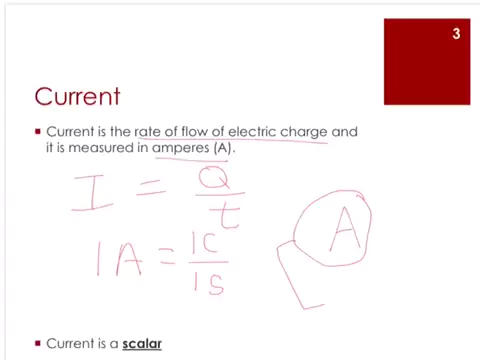 3
Current
▪ Current is the rate of flow of electric charge and
it is measured in amperes (A).
I = Q/t
1A = 1C/1S
A
▪ Current is a scalar